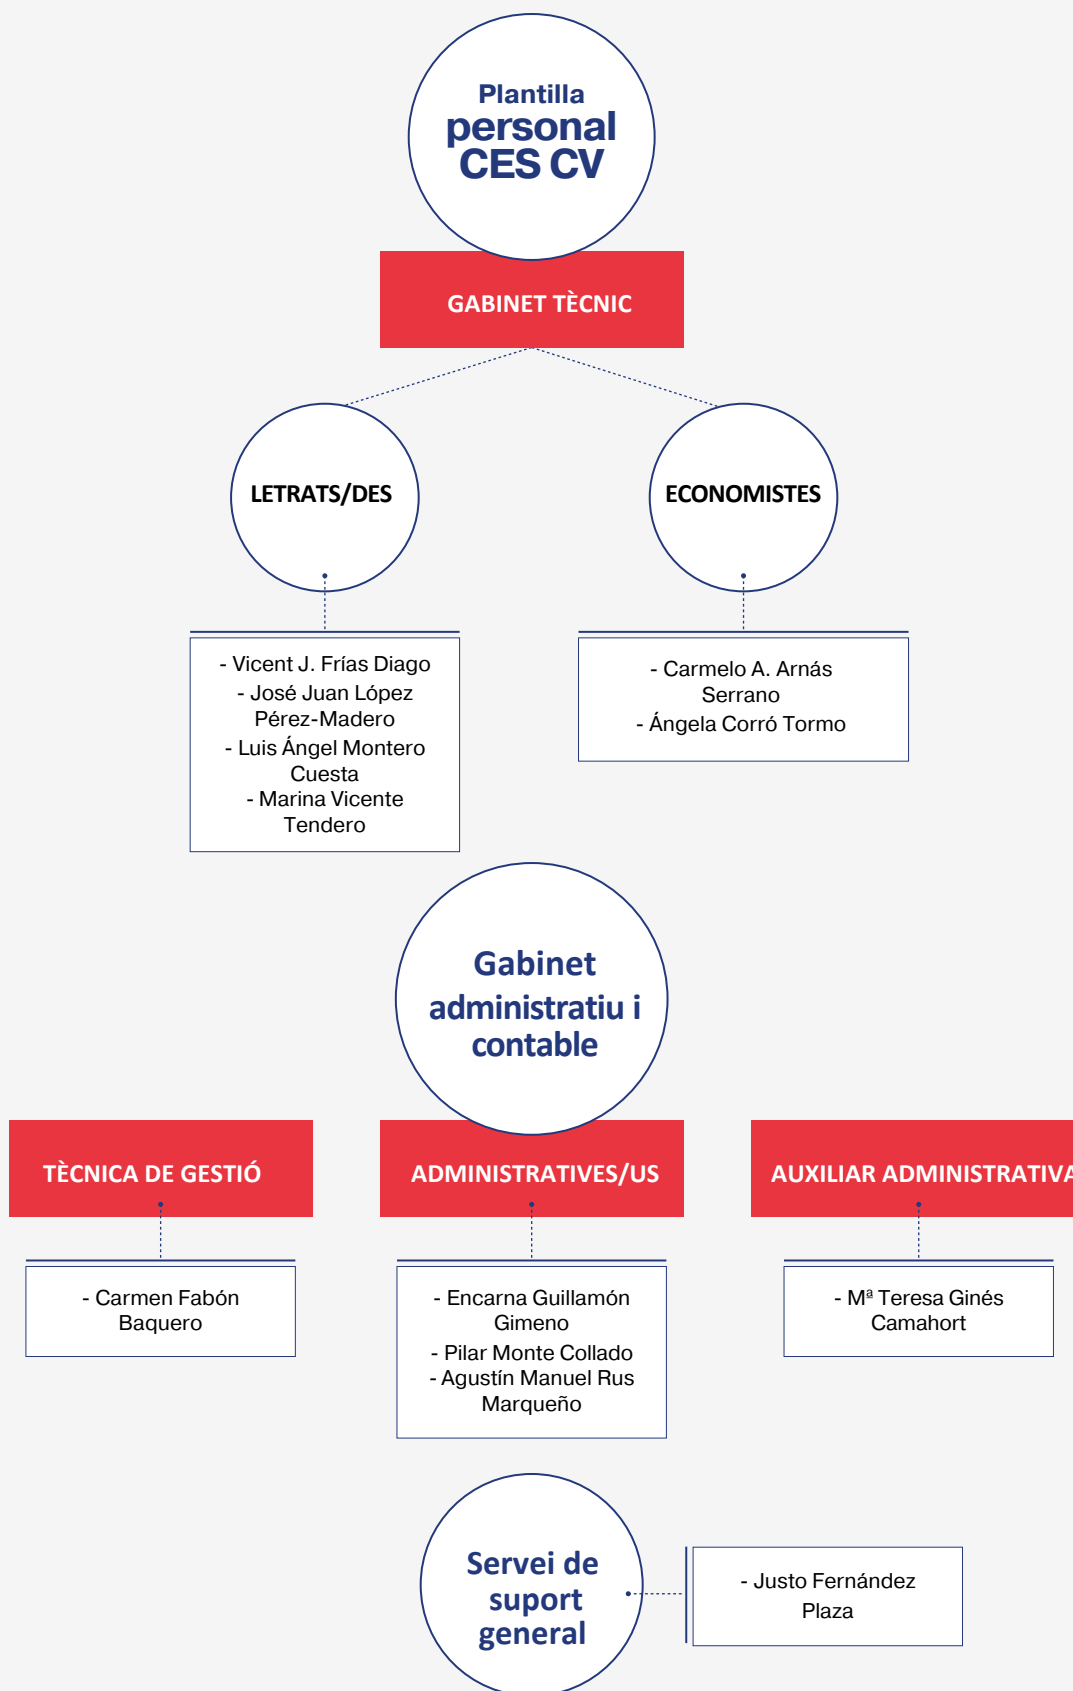 Plantilla
personal
CES CV
GABINET TÈCNIC
LETRATS/DES
ECONOMISTES
- Vicent J. Frías Diago
- José Juan López
Pérez-Madero
- Luis Ángel Montero
Cuesta
- Marina Vicente
Tendero
- Carmelo A. Arnás
Serrano
- Ángela Corró Tormo
Gabinet
administratiu i
contable
TÈCNICA DE GESTIÓ
ADMINISTRATIVES/US
AUXILIAR ADMINISTRATIVA
- Carmen Fabón
Baquero
- Encarna Guillamón
Gimeno
- Pilar Monte Collado
- Agustín Manuel Rus
Marqueño
- Mª Teresa Ginés
Camahort
Servei de
suport
general
- Justo Fernández
Plaza